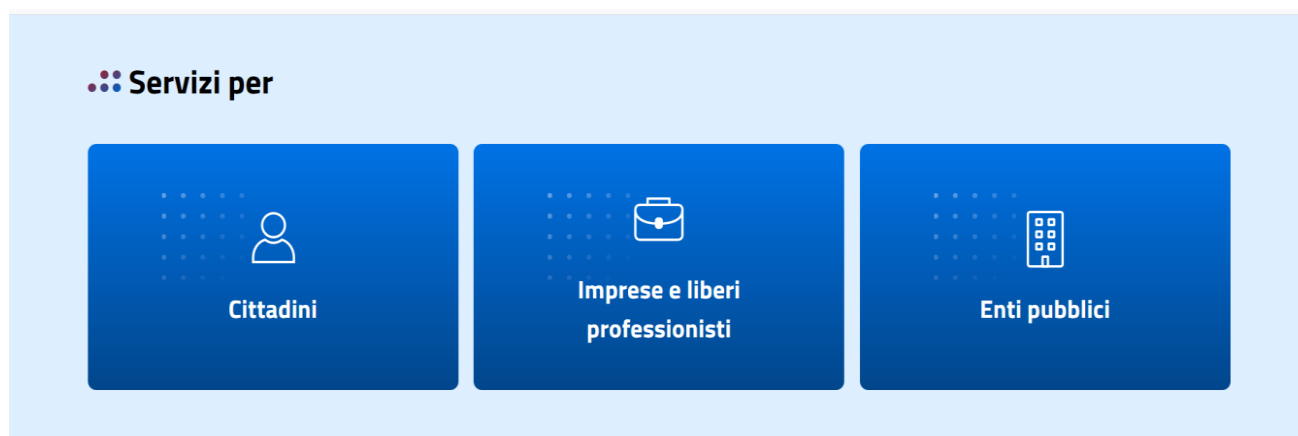 Servizi per
Cittadini
Imprese e liberi
professionisti
Enti pubblici